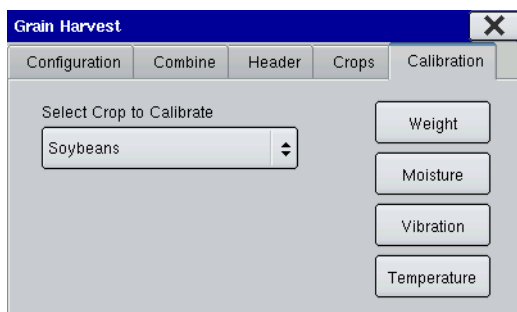 Grain Harvest
Configuration Combine Header Crops Calibration
Select Crop to Calibrate
Soybeans
Weight
Moisture
Vibration
Temperature